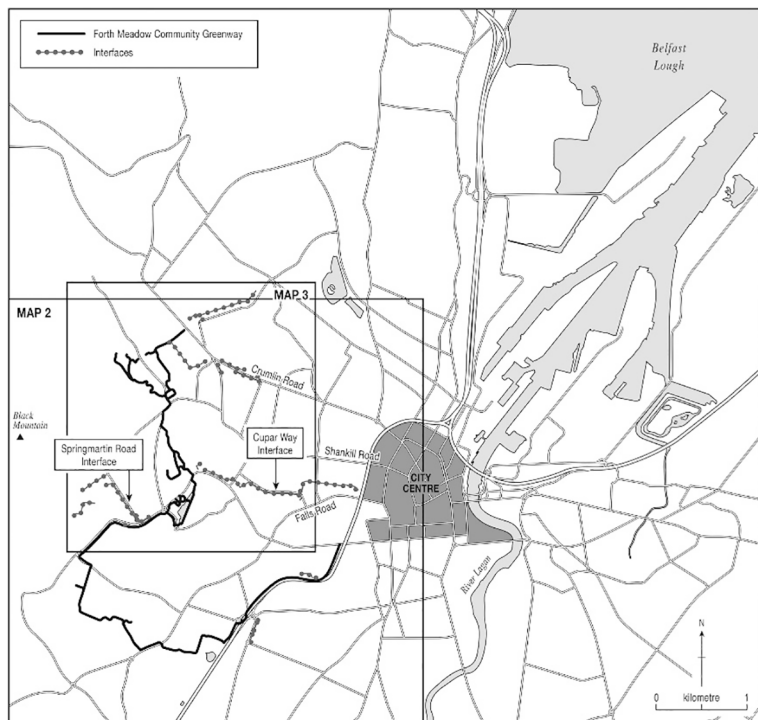 Forth Meadow Community Greenway
Interfaces
Belfast
Lough
MAP 3
MAP 2
Crumlin Road
Black
Mountain
Springmartin Road
Interface
Cupar Way
Interface
Shankill Road
CITY
CENTRE
Falls Road
River Lagan
N
0 kilometre 1